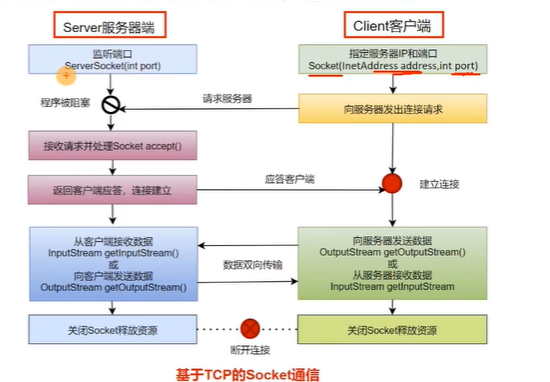 Server服务器端
Client客户端
监听端口
ServerSocket(int port)
指定服务器IP和端口
Socket(InetAddress address,int port)
程序被阻塞
请求服务器
向服务器发出连接请求
接收请求并处理Socket accept()
返回客户端应答，连接建立
应答客户端
建立连接
从客户端接收数据
InputStream getInputStream()
或
向客户端发送数据
OutputStream getOutputStream()
数据双向传输
向服务器发送数据
OutputStream getOutputStream()
或
从服务器接收数据
InputStream getInputStream
关闭Socket释放资源
关闭Socket释放资源
断开连接
基于TCP的Socket通信